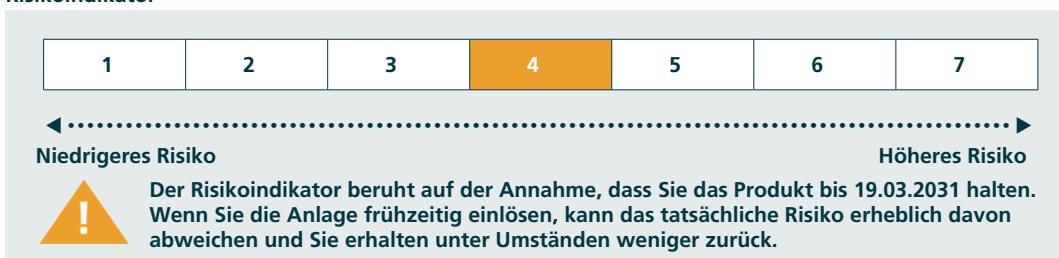 Risikoindikator
1 2 3 4 5 6 7
Niedrigeres Risiko Höheres Risiko
! Der Risikoindikator beruht auf der Annahme, dass Sie das Produkt bis 19.03.2031 halten.
Wenn Sie die Anlage frühzeitig einlösen, kann das tatsächliche Risiko erheblich davon
abweichen und Sie erhalten unter Umständen weniger zurück.